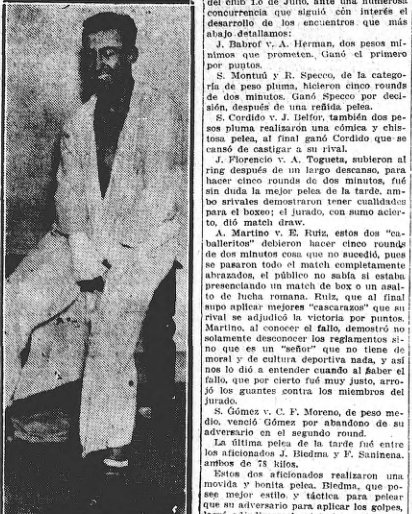 del club 1.o de Julio, ante una numerosa
concurrencia que siguió con interés el
desarrollo de los encuentros que más
abajo detallamos:
J. Babrof v. A. Herman, dos pesos mí-
nimos que prometen. Ganó el primero
por puntos.
S. Montuú y R. Specco, de la catego-
ría de peso pluma, hicieron cinco rounds
de dos minutos. Ganó Specco por deci-
sión, después de una reñida pelea.
S. Cordido v. J. Belfor, también dos pe-
sos pluma realizaron una cómica y chis-
tosa pelea, al final ganó Cordido que se
cansó de castigar a su rival.
J. Florencio v. A. Togueta, subieron al
ring después de un largo descanso, para
hacer cinco rounds de dos minutos, fué
sin duda la mejor pelea de la tarde, am-
bo srivales demostraron tener cualidades
para el boxeo; el jurado, con sumo acier-
to, dió match draw.
A. Martino v. E. Ruiz, estos dos "ca-
balleritos" debieron hacer cinco rounds
de dos minutos cosa que no sucedió, pues
se pasaron todo el match completamente
abrazados, el público no sabía si estaba
presenciando un match de box o un asal-
to de lucha romana. Ruiz, que al final
supo aplicar mejores "cascarazos" que su
rival se adjudicó la victoria por puntos.
Martino, al conocer el fallo, demostró no
solamente desconocer los reglamentos si-
no que es un "señor" que no tiene de
moral y de cultura deportiva nada, y así
nos lo dió a entender cuando al saber el
fallo, que por cierto fué muy justo, arro-
jó los guantes contra los miembros del
jurado.
S. Gómez v. C. F. Moreno, de peso me-
dio, venció Gómez por abandono de su
adversario en el segundo round.
La última pelea de la tarde fué entre
los aficionados J. Biedma y F. Saninena.
ambos de 78 kilos.
Estos dos aficionados realizaron una
movida y bonita pelea. Biedma, que po-
see mejor estilo y táctica para pelear
que su adversario para aplicar los golpes,